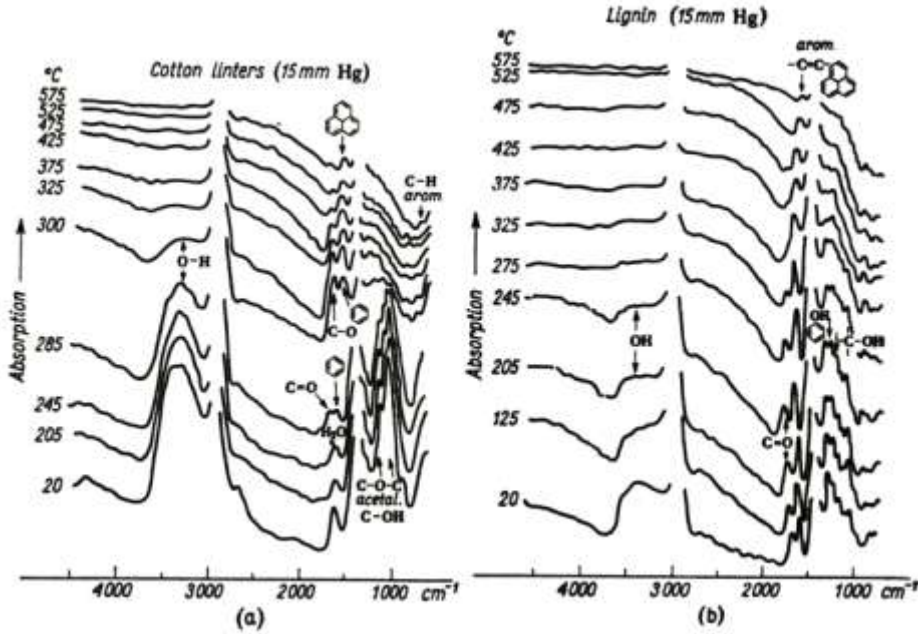 Cotton linters (15mm Hg)
°C
575
525
475
425
375
325
300
285
245
205
20
Absorption
O-H
C-H
arom
C-O
C=O
H₂O
C-O-C
acetal.
C-OH
4000 3000 2000 1000 cm⁻¹
(a)
Lignin (15mm Hg)
°C
575
525
475
425
375
325
275
245
205
125
20
Absorption
arom.
-C=C-
OH
OH
-C-OH
C=O
4000 3000 2000 1000 cm⁻¹
(b)